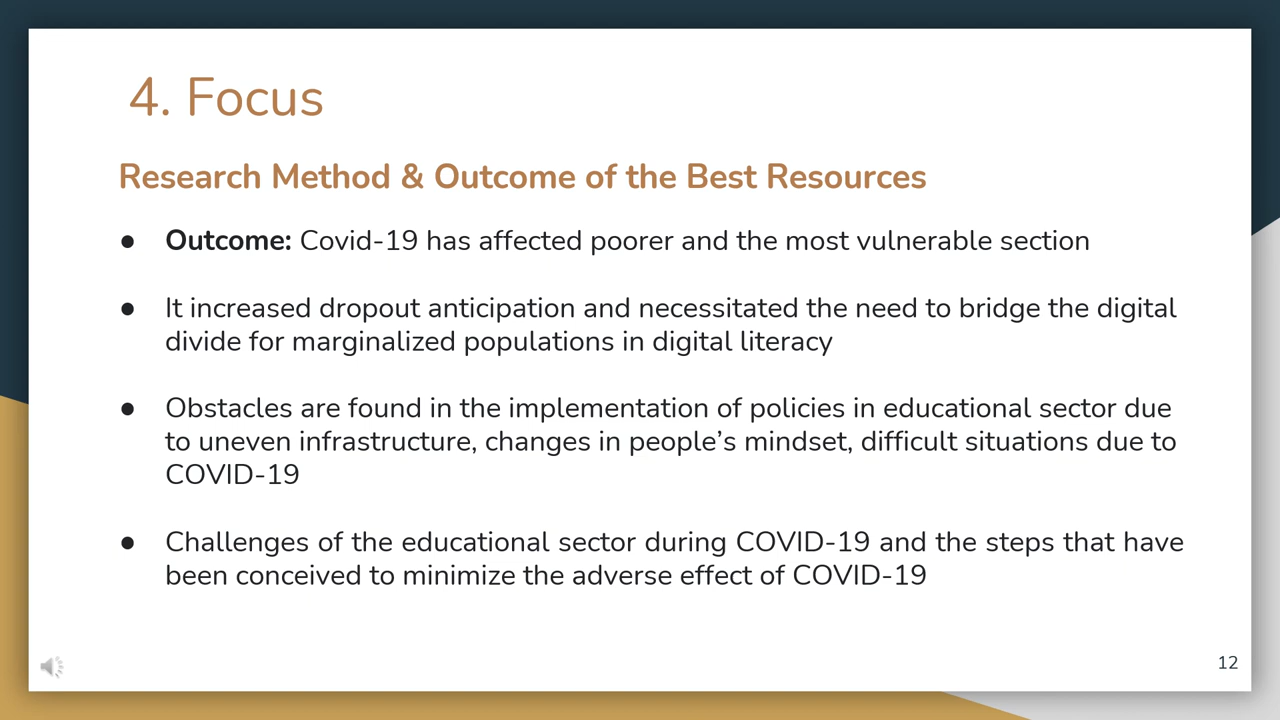 4. Focus
Research Method & Outcome of the Best Resources
● Outcome: Covid-19 has affected poorer and the most vulnerable section
● It increased dropout anticipation and necessitated the need to bridge the digital
divide for marginalized populations in digital literacy
● Obstacles are found in the implementation of policies in educational sector due
to uneven infrastructure, changes in people’s mindset, difficult situations due to
COVID-19
● Challenges of the educational sector during COVID-19 and the steps that have
been conceived to minimize the adverse effect of COVID-19
12